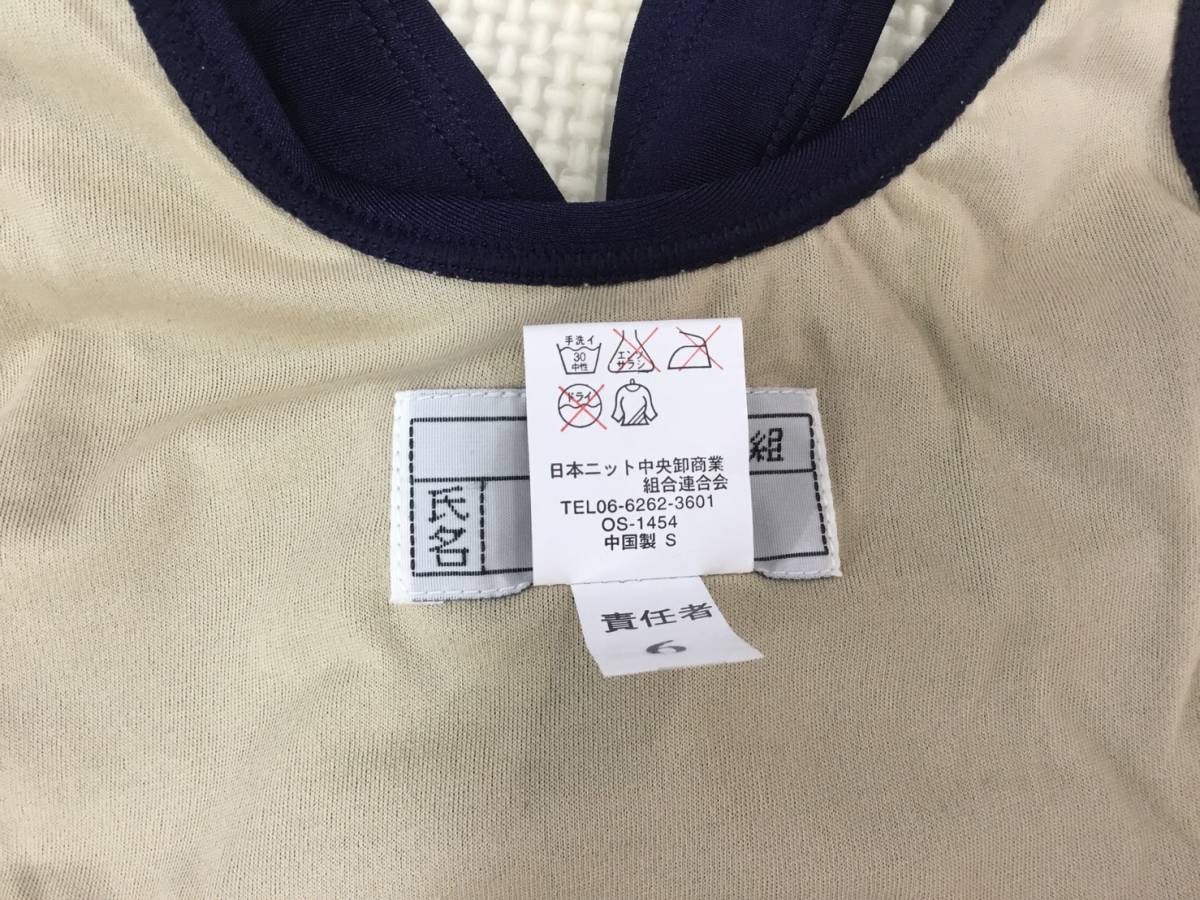 手洗イ
30
中性
エンソ
サラシ
ドライ
日本ニット中央卸商業
組合連合会
TEL06-6262-3601
OS-1454
中国製 S
組
氏名
責任者
6